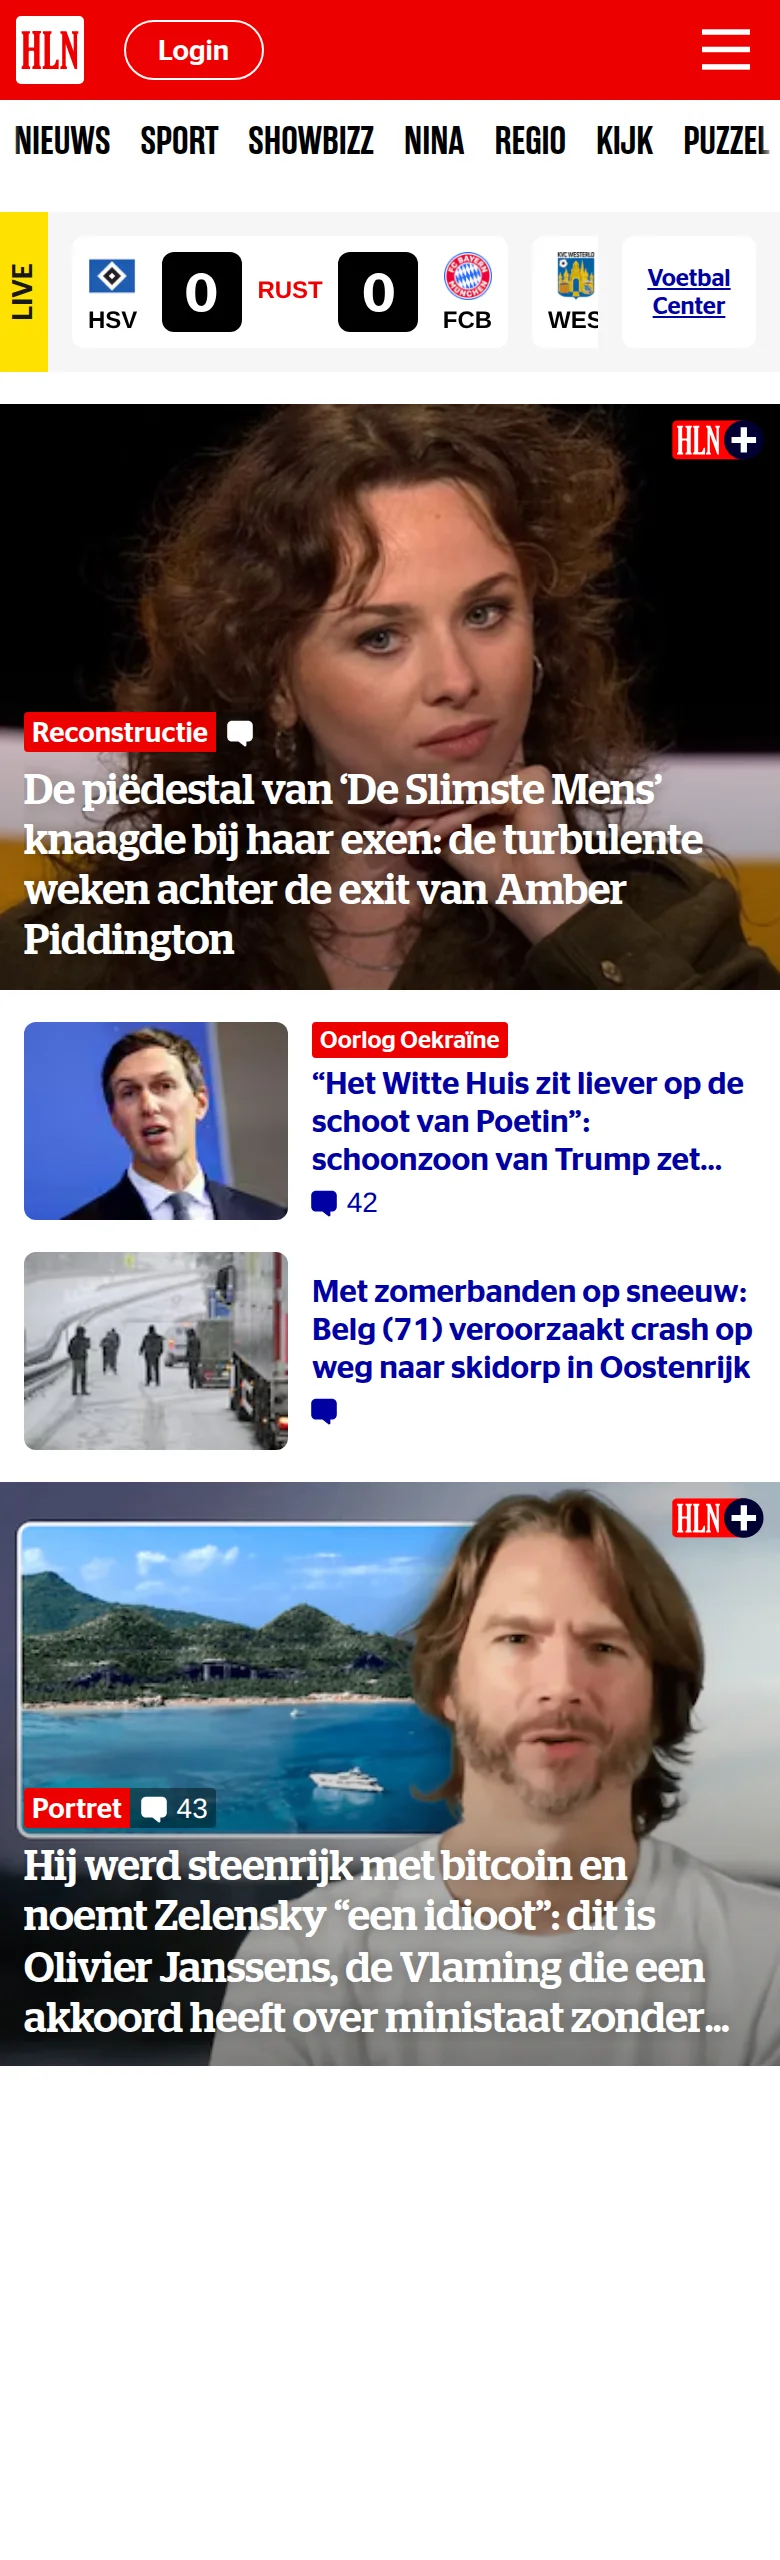 HLN
Login
NIEUWS SPORT SHOWBIZZ NINA REGIO KIJK PUZZEL
LIVE
HSV
0
RUST
0
FC BAYERN
MÜNCHEN
FCB
KVC WESTERLO
WES
Voetbal
Center
HLN+
Reconstructie
De piëdestal van ‘De Slimste Mens’
knaagde bij haar exen: de turbulente
weken achter de exit van Amber
Piddington
Oorlog Oekraïne
“Het Witte Huis zit liever op de
schoot van Poetin”:
schoonzoon van Trump zet...
42
Met zomerbanden op sneeuw:
Belg (71) veroorzaakt crash op
weg naar skidorp in Oostenrijk
HLN+
Portret 43
Hij werd steenrijk met bitcoin en
noemt Zelensky “een idioot”: dit is
Olivier Janssens, de Vlaming die een
akkoord heeft over ministaat zonder...